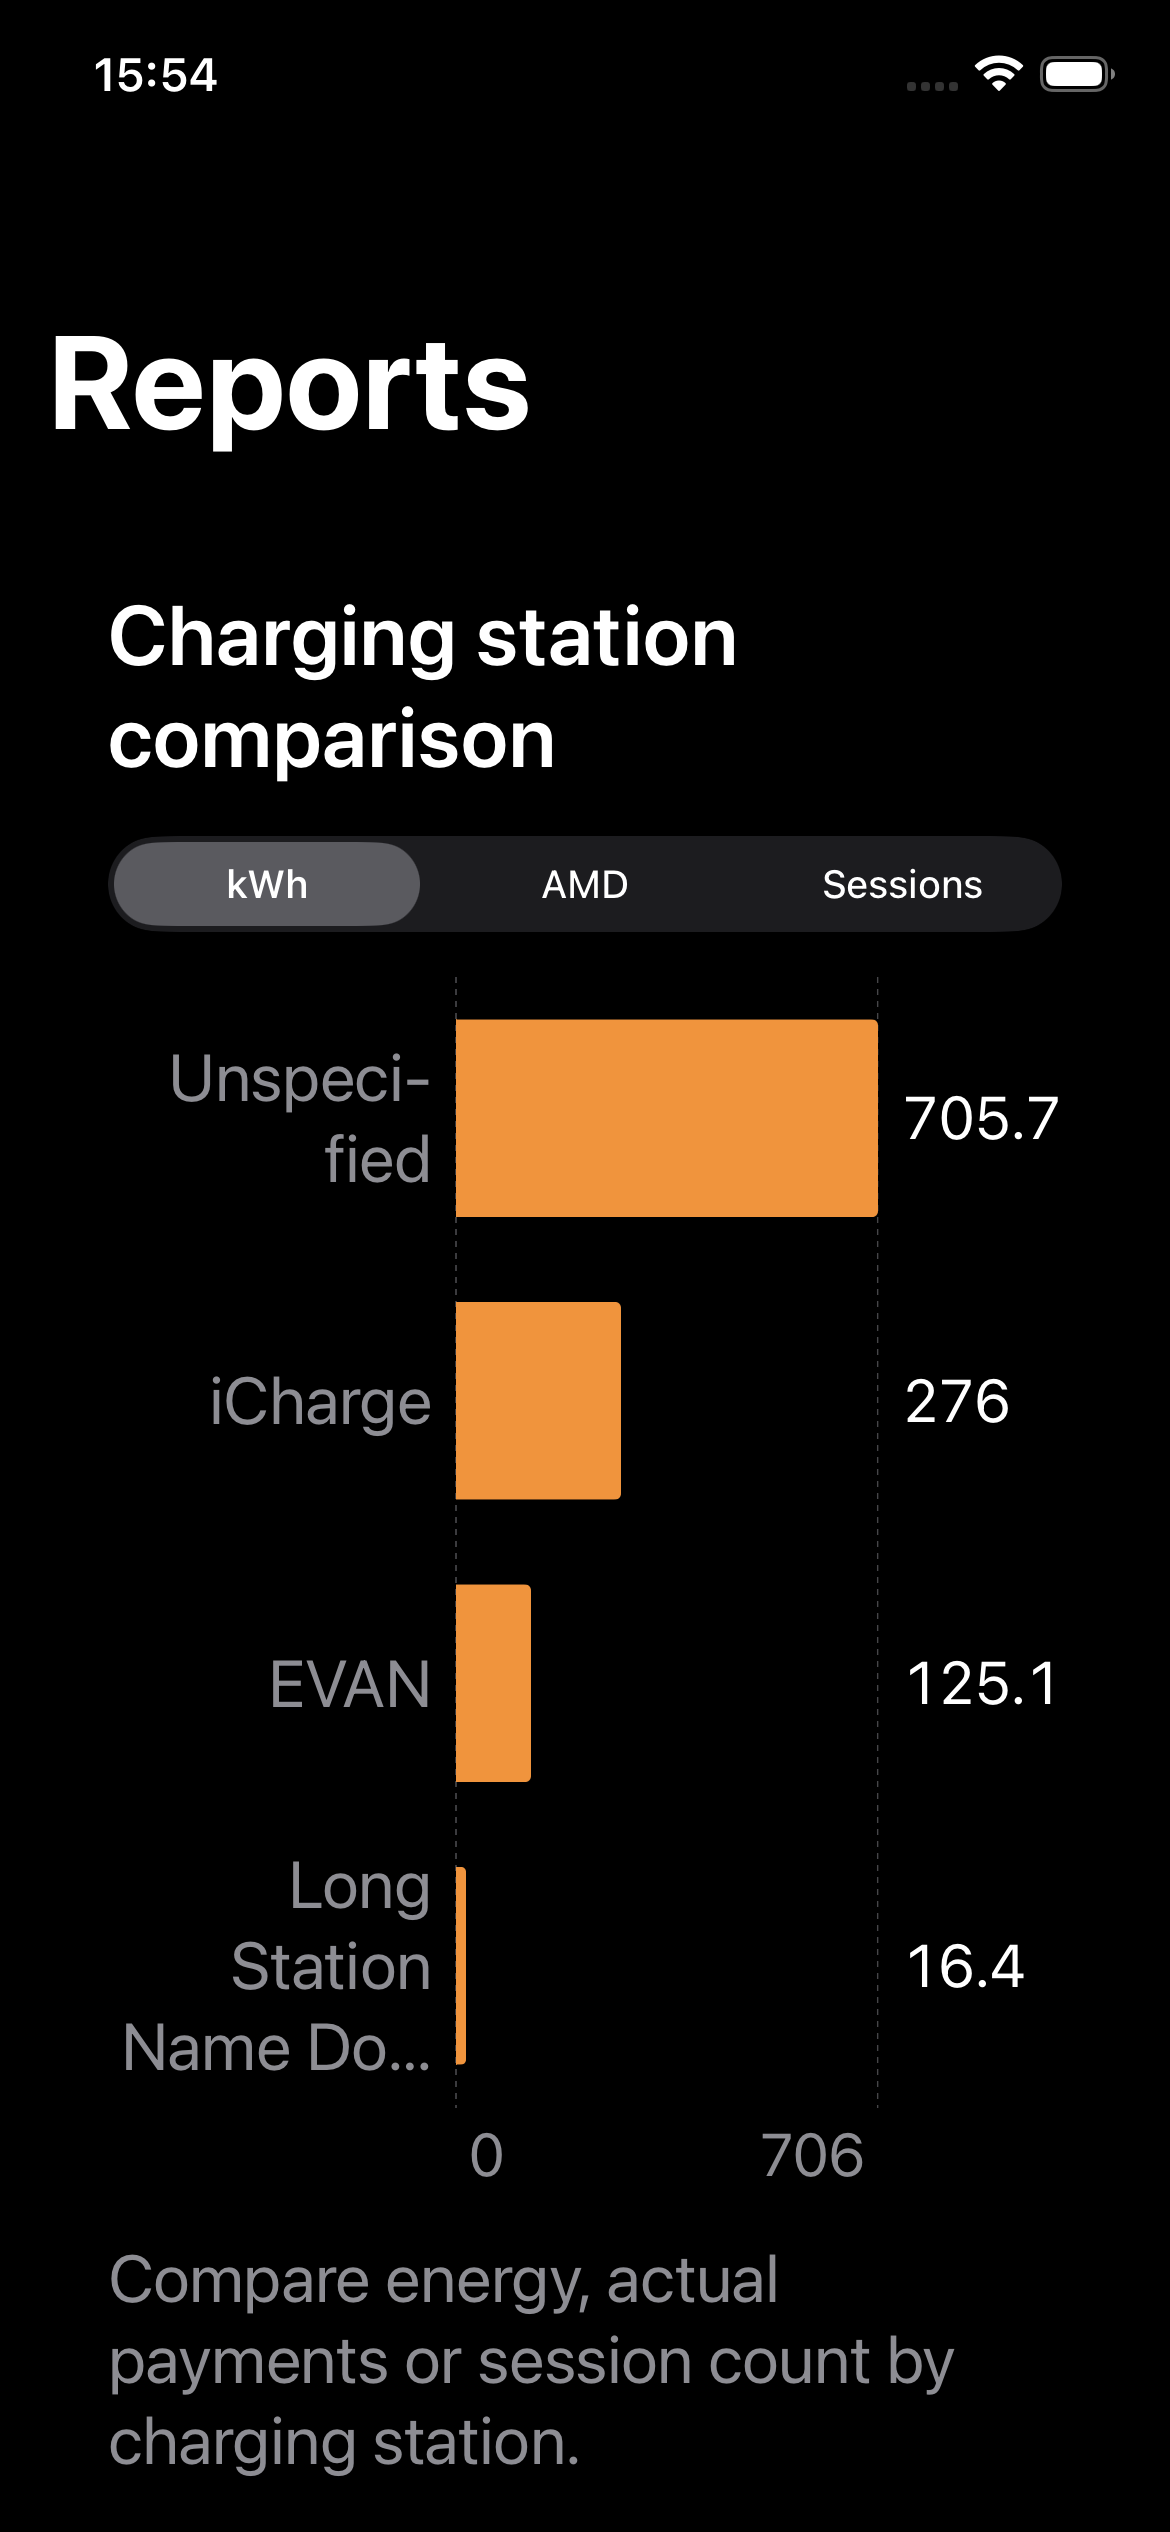 15:54
Reports
Charging station
comparison
kWh AMD Sessions
Unspeci-
fied
705.7
iCharge 276
EVAN 125.1
Long
Station
Name Do...
16.4
0 706
Compare energy, actual
payments or session count by
charging station.